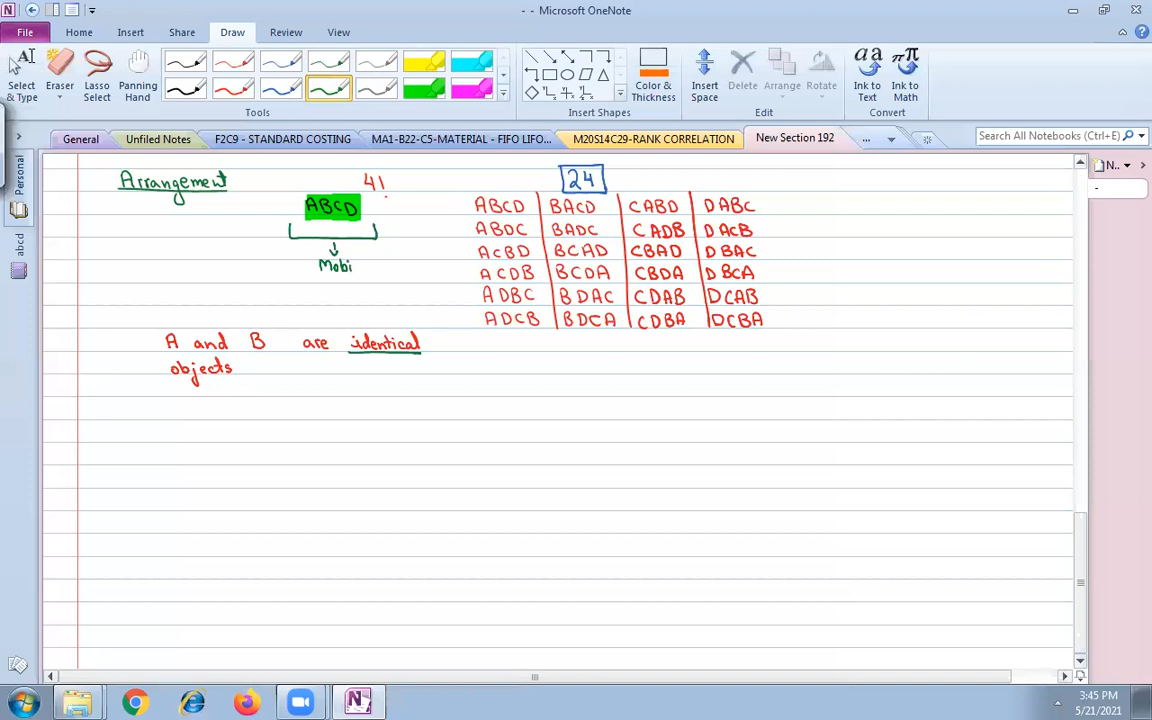 - - Microsoft OneNote
File Home Insert Share Draw Review View
Select & Type
Eraser
Lasso Select
Panning Hand
Color & Thickness
Insert Space
Delete
Arrange
Rotate
Ink to Text
Ink to Math
Tools
Insert Shapes
Edit
Convert
General Unfiled Notes F2C9 - STANDARD COSTING MA1-B22-C5-MATERIAL - FIFO LIFO... M20S14C29-RANK CORRELATION New Section 192 ...
Search All Notebooks (Ctrl+E)
N...
-
Personal
abcd
Arrangement 4! 24
ABCD
Mobi
ABCD BACD CABD DABC
ABDC BADC CADB DACB
ACBD BCAD CBAD DBAC
ACDB BCDA CBDA DBCA
ADBC BDAC CDAB DCAB
ADCB BDCA CDBA DCBA
A and B are identical
objects
3:45 PM
5/21/2021